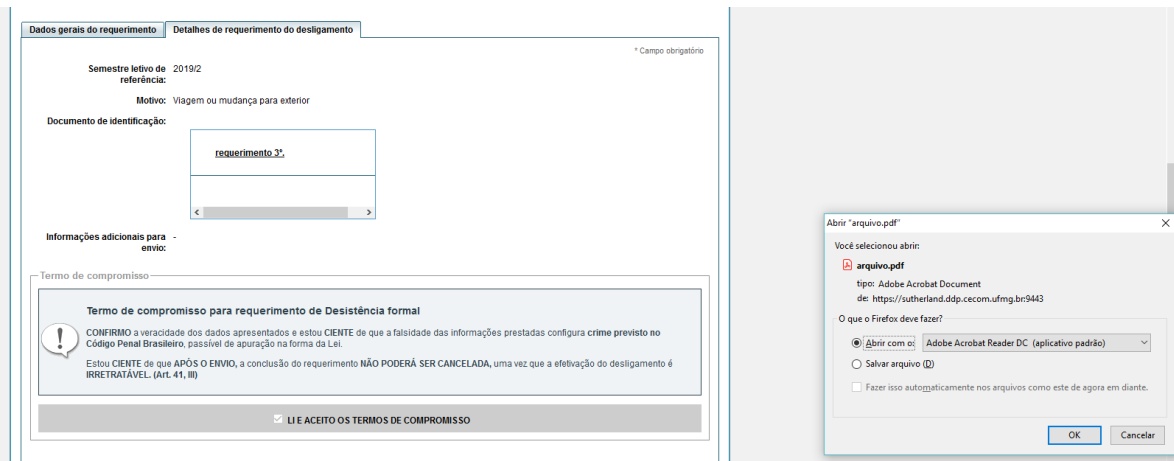 Dados gerais do requerimento
Detalhes de requerimento do desligamento
* Campo obrigatório
Semestre letivo de referência:
2019/2
Motivo:
Viagem ou mudança para exterior
Documento de identificação:
requerimento 3º.
Informações adicionais para envio:
-
Termo de compromisso
Termo de compromisso para requerimento de Desistência formal
CONFIRMO a veracidade dos dados apresentados e estou CIENTE de que a falsidade das informações prestadas configura crime previsto no
Código Penal Brasileiro, passível de apuração na forma da Lei.
Estou CIENTE de que APÓS O ENVIO, a conclusão do requerimento NÃO PODERÁ SER CANCELADA, uma vez que a efetivação do desligamento é
IRRETRATÁVEL. (Art. 41, III)
LI E ACEITO OS TERMOS DE COMPROMISSO
Abrir "arquivo.pdf"
Você selecionou abrir:
arquivo.pdf
tipo: Adobe Acrobat Document
de: https://sutherland.ddp.cecom.ufmg.br:9443
O que o Firefox deve fazer?
Abrir com o: Adobe Acrobat Reader DC (aplicativo padrão)
Salvar arquivo (D)
Fazer isso automaticamente nos arquivos como este de agora em diante.
OK
Cancelar